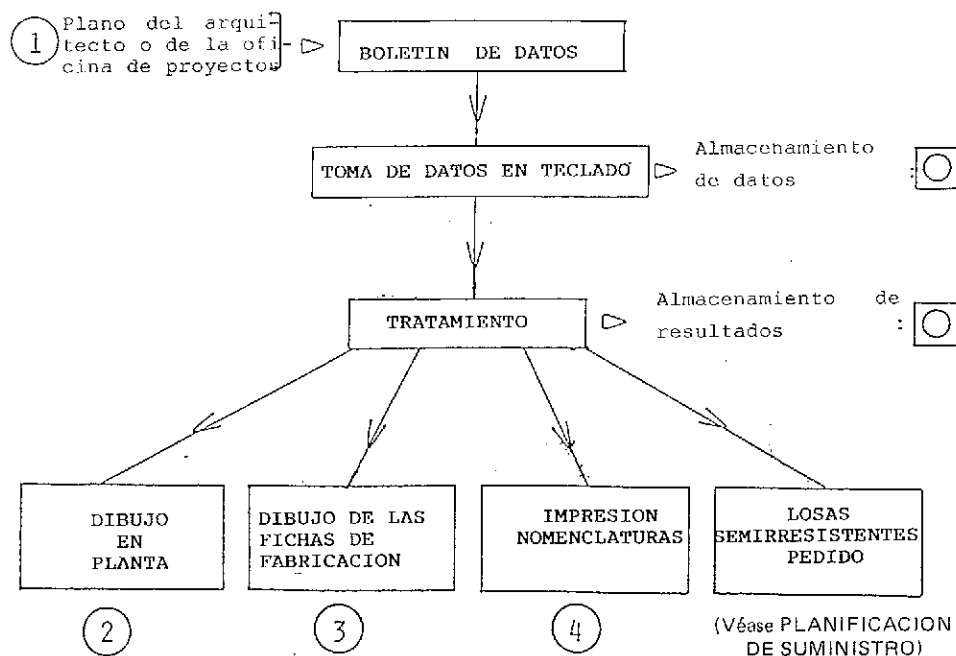 1
Plano del arqui-
tecto o de la ofi-
cina de proyectos
BOLETIN DE DATOS
TOMA DE DATOS EN TECLADO
Almacenamiento
de datos :
TRATAMIENTO
Almacenamiento de
resultados :
DIBUJO
EN
PLANTA
DIBUJO DE LAS
FICHAS DE
FABRICACION
IMPRESION
NOMENCLATURAS
LOSAS
SEMIRRESISTENTES
PEDIDO
2
3
4
(Véase PLANIFICACION
DE SUMINISTRO)